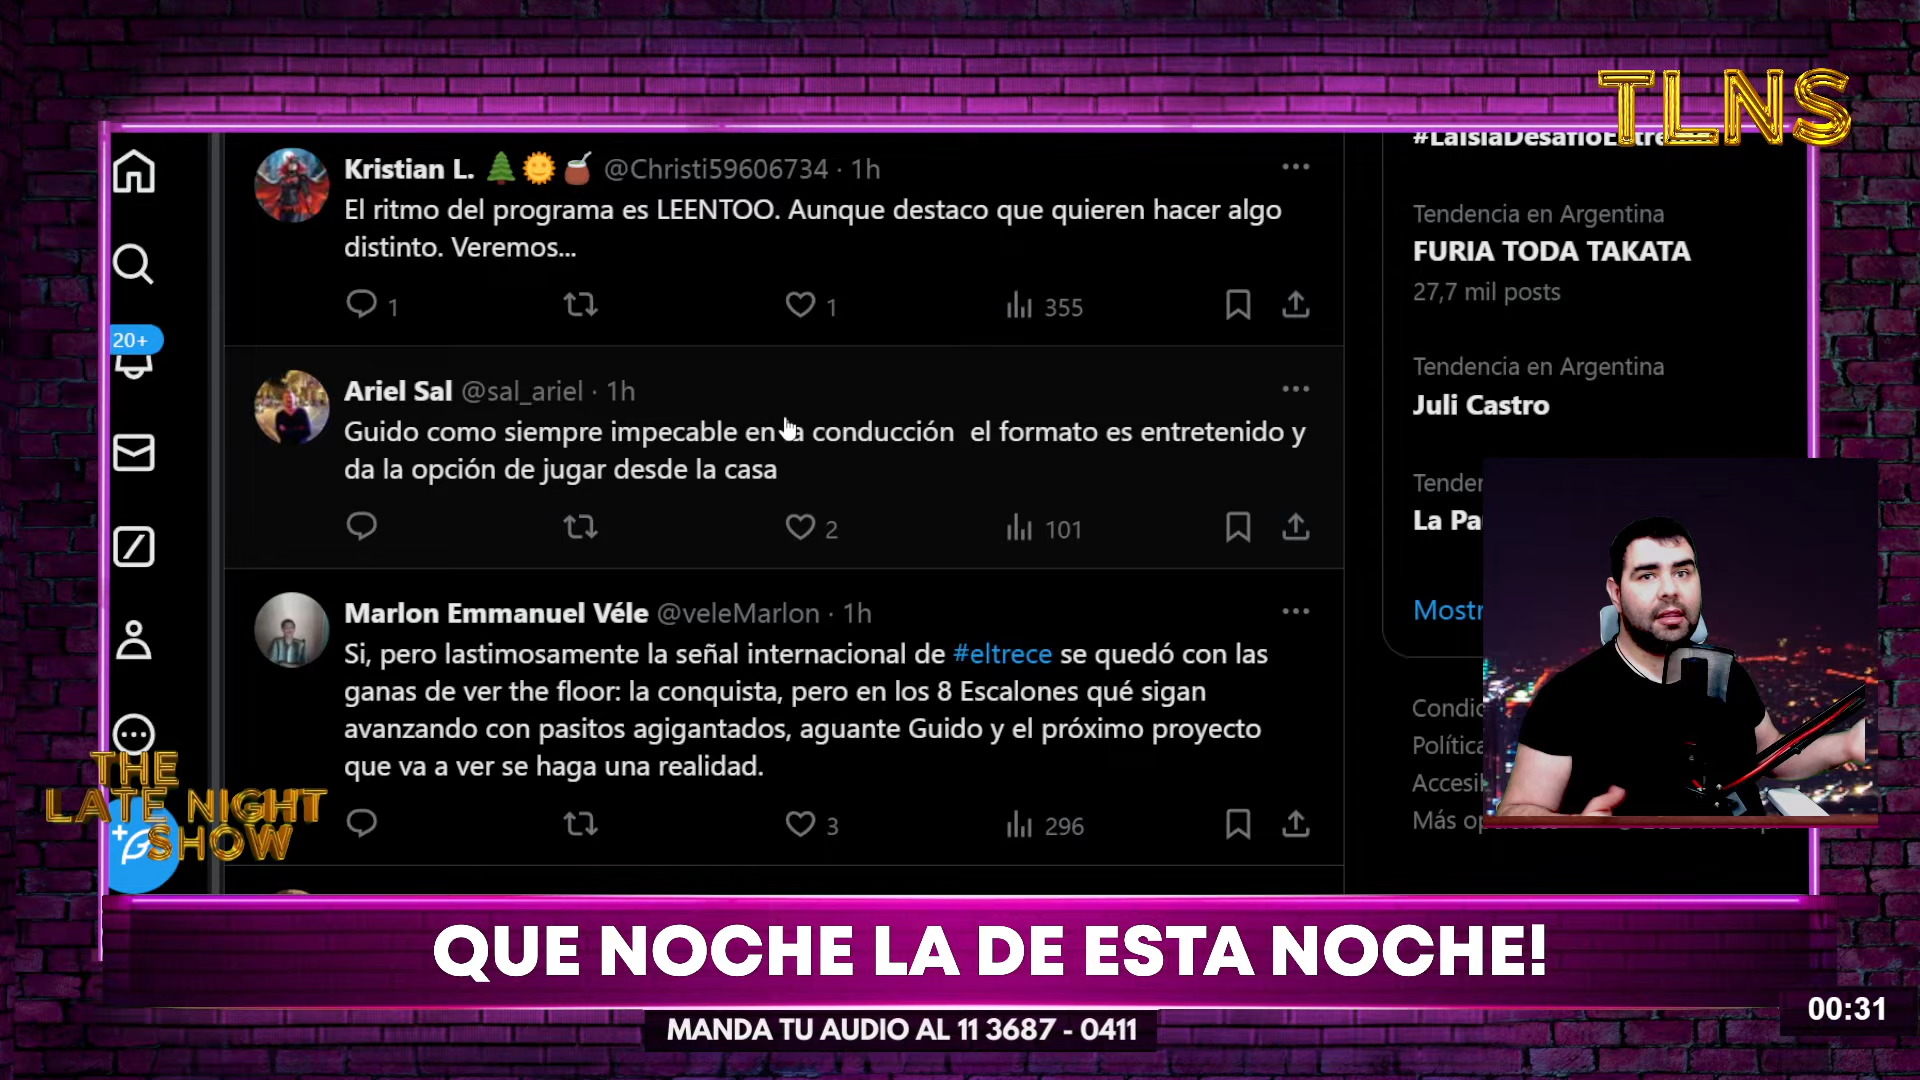 TLNS
Kristian L. 🌲🌞🧉 @Christi59606734 · 1h
El ritmo del programa es LEENTOO. Aunque destaco que quieren hacer algo
distinto. Veremos...
1 1 355
20+
Ariel Sal @sal_ariel · 1h
Guido como siempre impecable en conducción el formato es entretenido y
da la opción de jugar desde la casa
2 101
Marlon Emmanuel Véle @veleMarlon · 1h
Si, pero lastimosamente la señal internacional de #eltrece se quedó con las
ganas de ver the floor: la conquista, pero en los 8 Escalones qué sigan
avanzando con pasitos agigantados, aguante Guido y el próximo proyecto
que va a ver se haga una realidad.
3 296
Tendencia en Argentina
FURIA TODA TAKATA
27,7 mil posts
Tendencia en Argentina
Juli Castro
La Pa
THE
LATE NIGHT
SHOW
QUE NOCHE LA DE ESTA NOCHE!
00:31
MANDA TU AUDIO AL 11 3687 - 0411